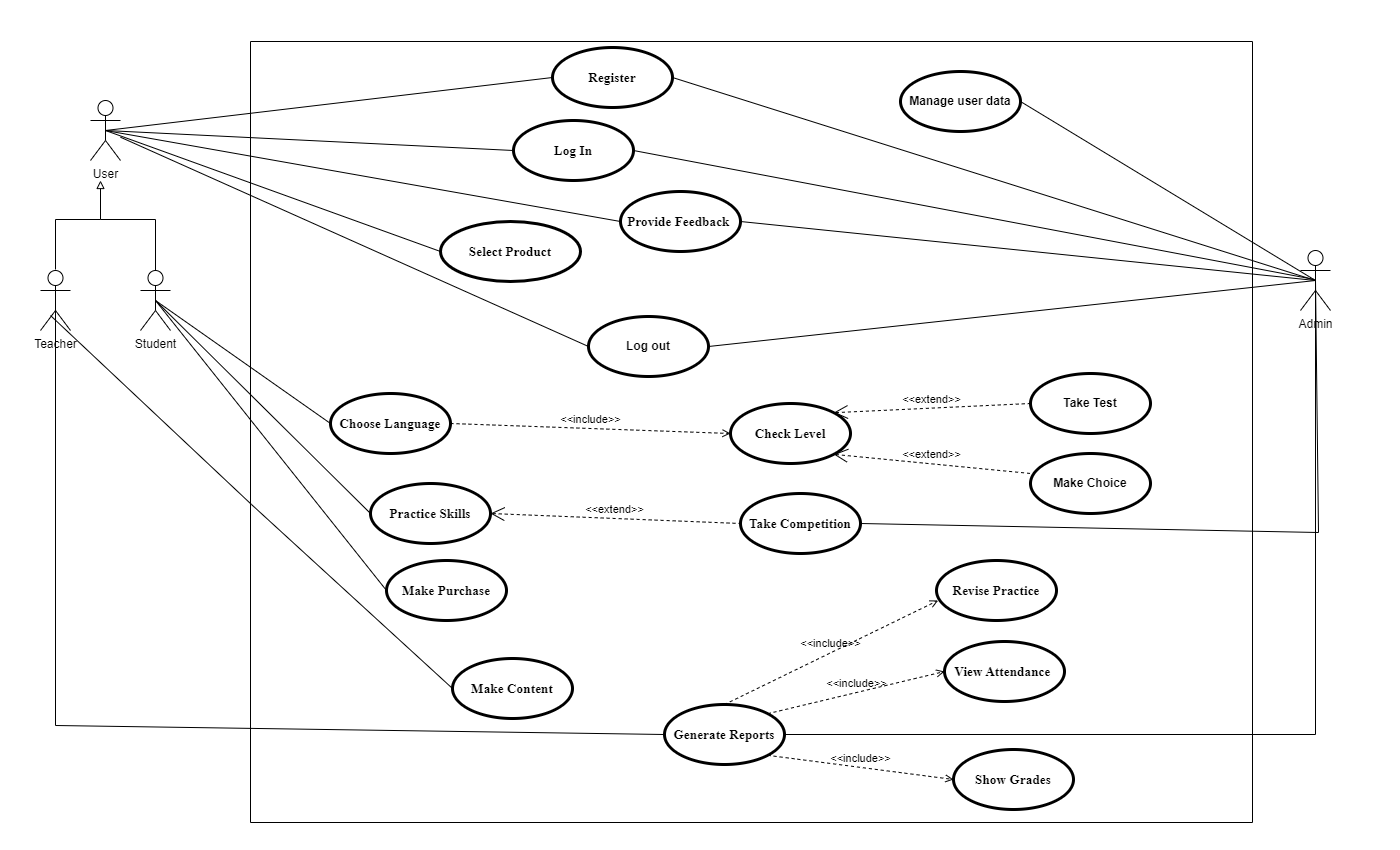 Register
Manage user data
Log In
User
Provide Feedback
Select Product
Log out
Admin
Teacher
Student
Choose Language
<<include>>
Check Level
<<extend>>
Take Test
<<extend>>
Make Choice
Practice Skills
<<extend>>
Take Competition
Make Purchase
Revise Practice
<<include>>
View Attendance
<<include>>
Make Content
Generate Reports
<<include>>
Show Grades